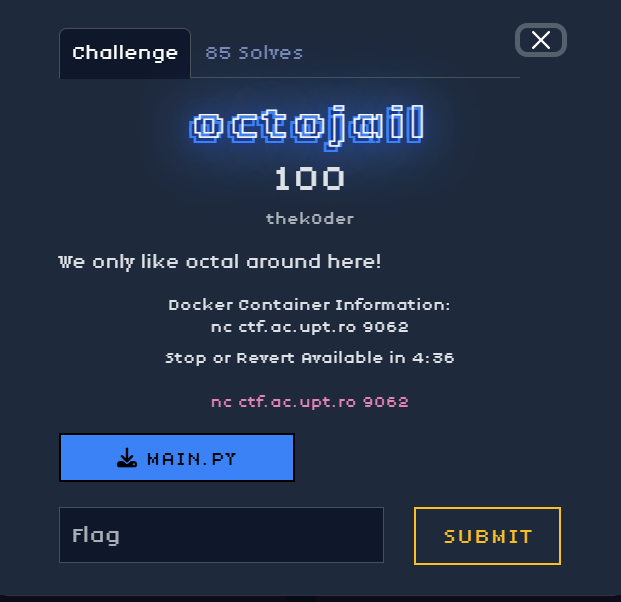 Challenge
85 Solves
octojail
100
thek0der
We only like octal around here!
Docker Container Information:
nc ctf.ac.upt.ro 9062
Stop or Revert Available in 4:36
nc ctf.ac.upt.ro 9062
MAIN.PY
Flag
SUBMIT